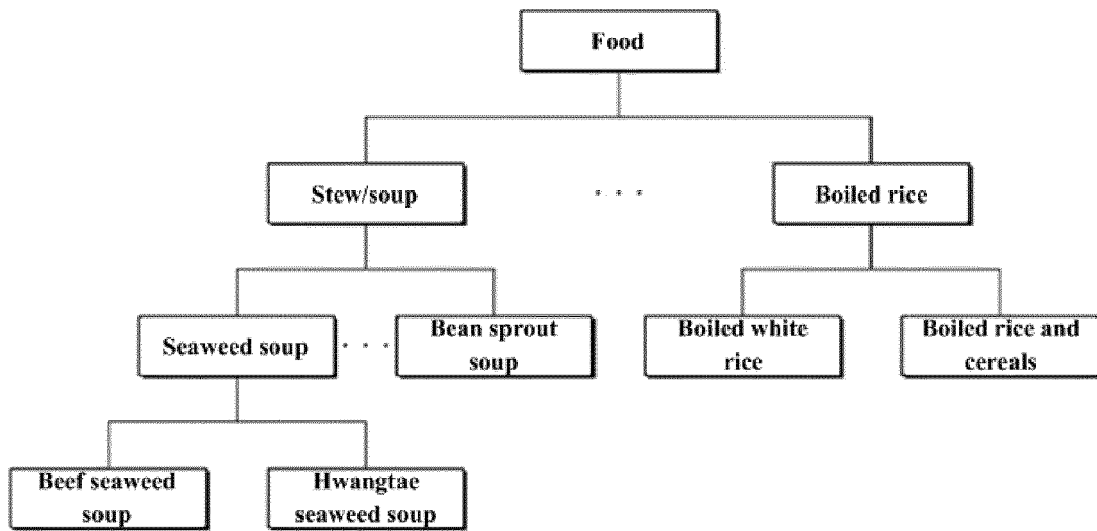 Food
Stew/soup
. . .
Boiled rice
Seaweed soup
. . .
Bean sprout
soup
Boiled white
rice
Boiled rice and
cereals
Beef seaweed
soup
Hwangtae
seaweed soup